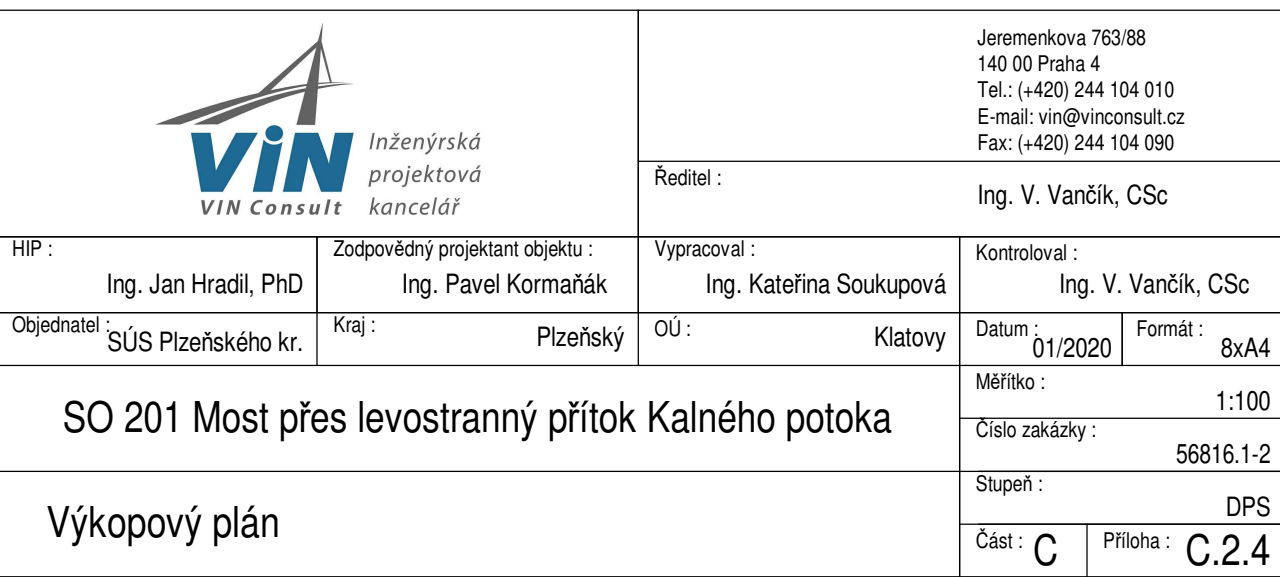 ViN
VIN Consult
Inženýrská
projektová
kancelář
Jeremenkova 763/88
140 00 Praha 4
Tel.: (+420) 244 104 010
E-mail: vin@vinconsult.cz
Fax: (+420) 244 104 090
Ředitel :
Ing. V. Vančík, CSc
HIP :
Ing. Jan Hradil, PhD
Zodpovědný projektant objektu :
Ing. Pavel Kormaňák
Vypracoval :
Ing. Kateřina Soukupová
Kontroloval :
Ing. V. Vančík, CSc
Objednatel :
SÚS Plzeňského kr.
Kraj :
Plzeňský
OÚ :
Klatovy
Datum :
01/2020
Formát :
8xA4
SO 201 Most přes levostranný přítok Kalného potoka
Měřítko :
1:100
Číslo zakázky :
56816.1-2
Výkopový plán
Stupeň :
DPS
Část :
C
Příloha :
C.2.4